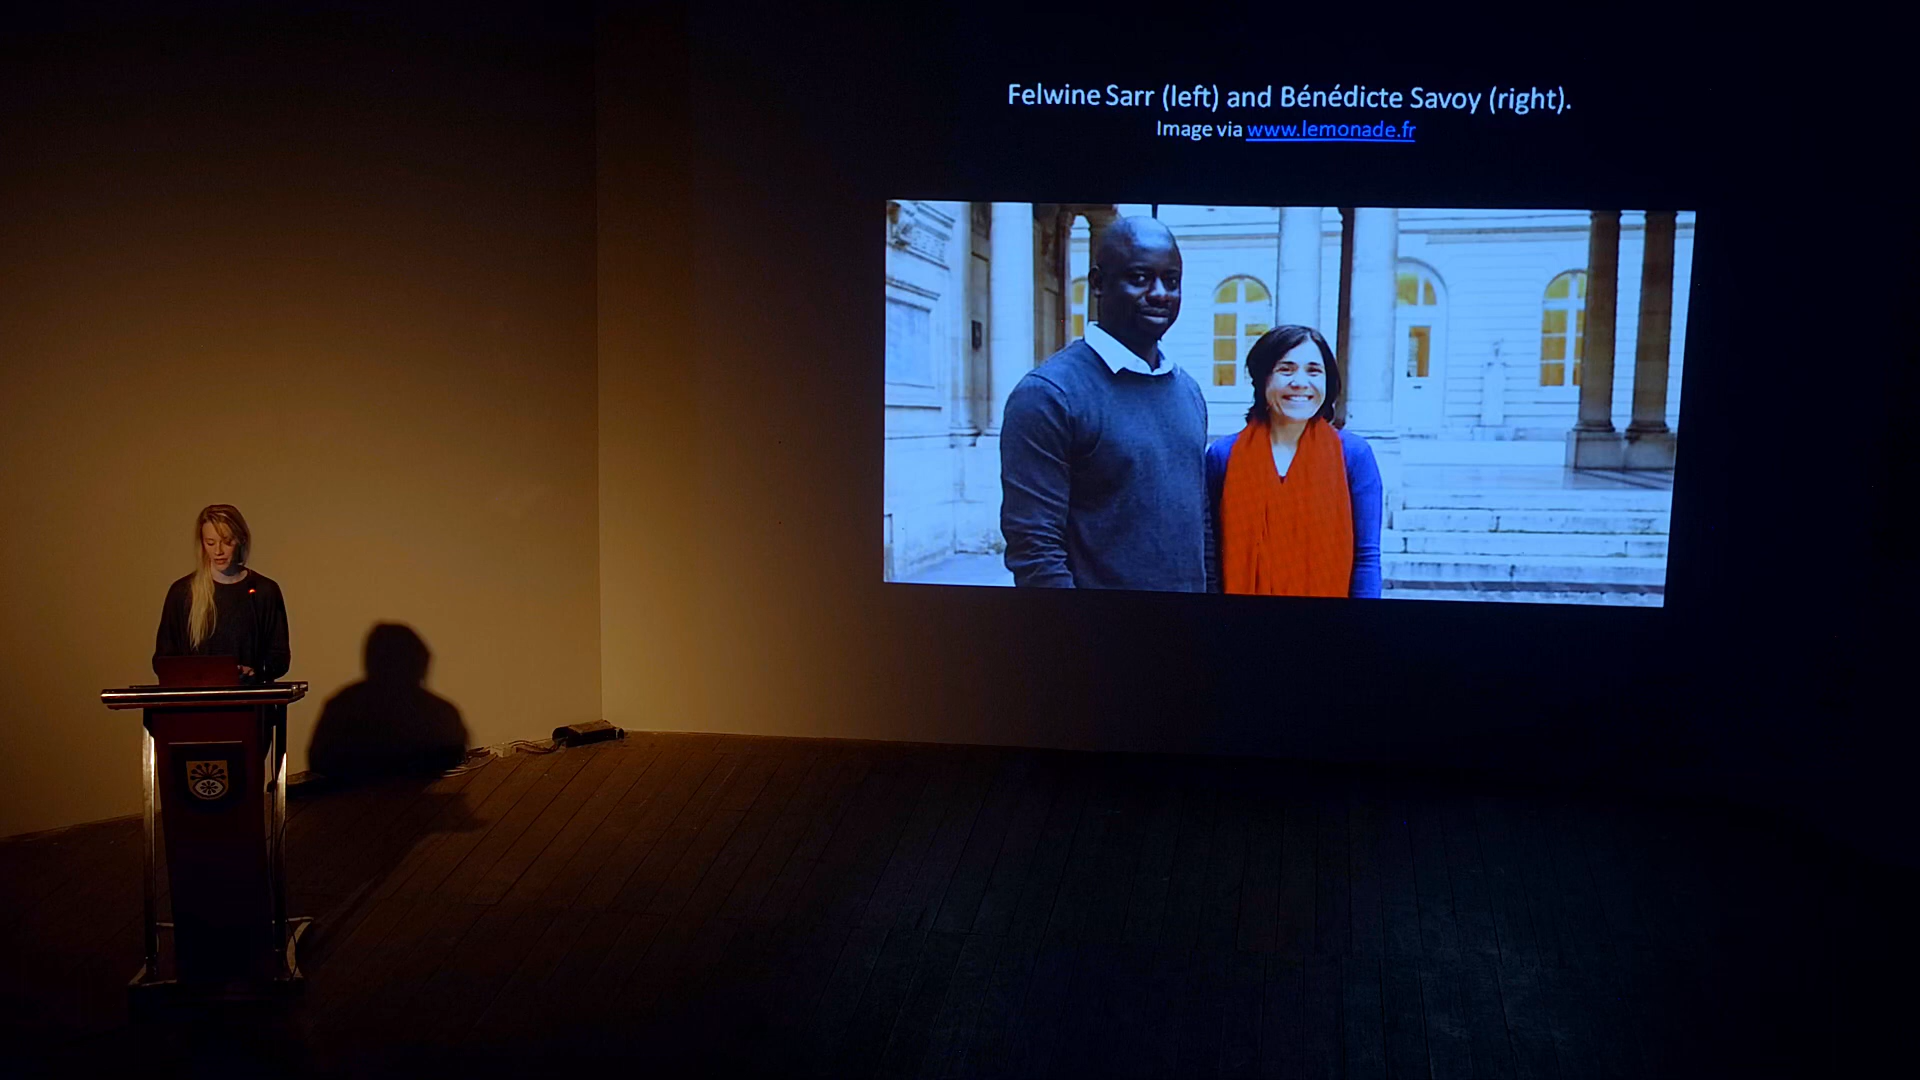 Felwine Sarr (left) and Bénédicte Savoy (right).
Image via www.lemonade.fr